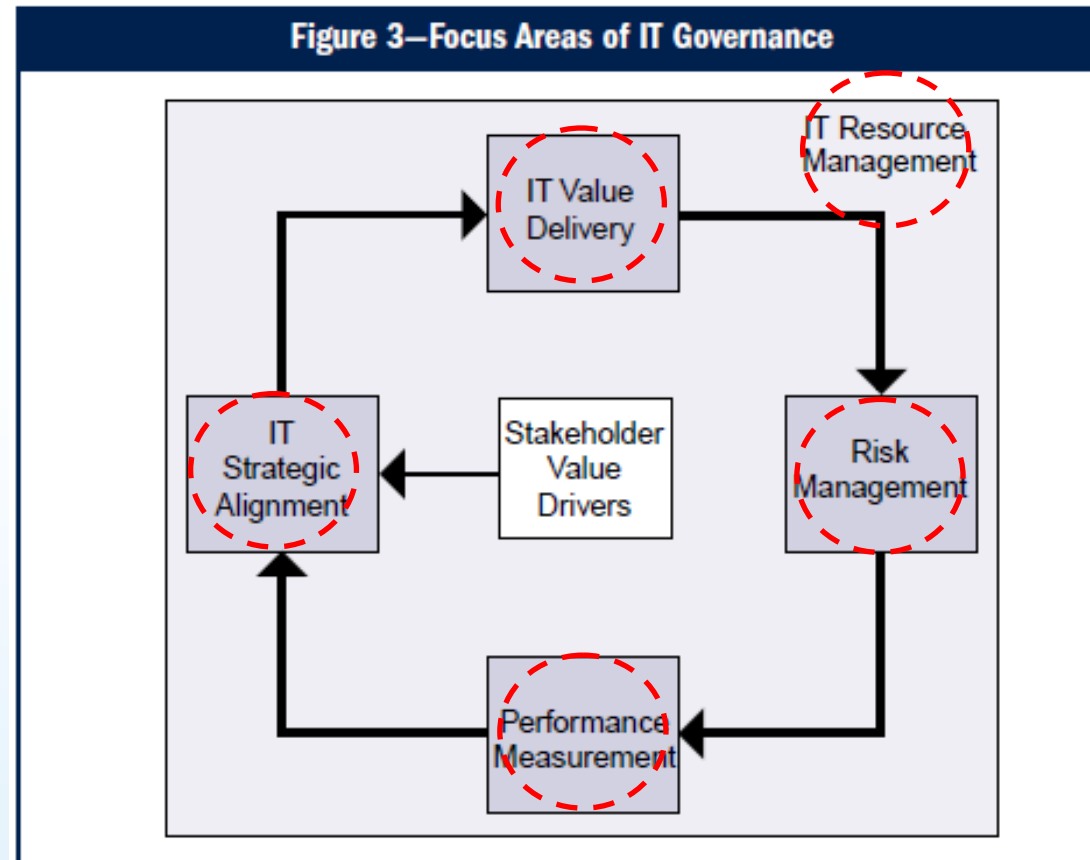 Figure 3—Focus Areas of IT Governance
IT Resource
Management
IT Value
Delivery
IT
Strategic
Alignment
Stakeholder
Value
Drivers
Risk
Management
Performance
Measurement